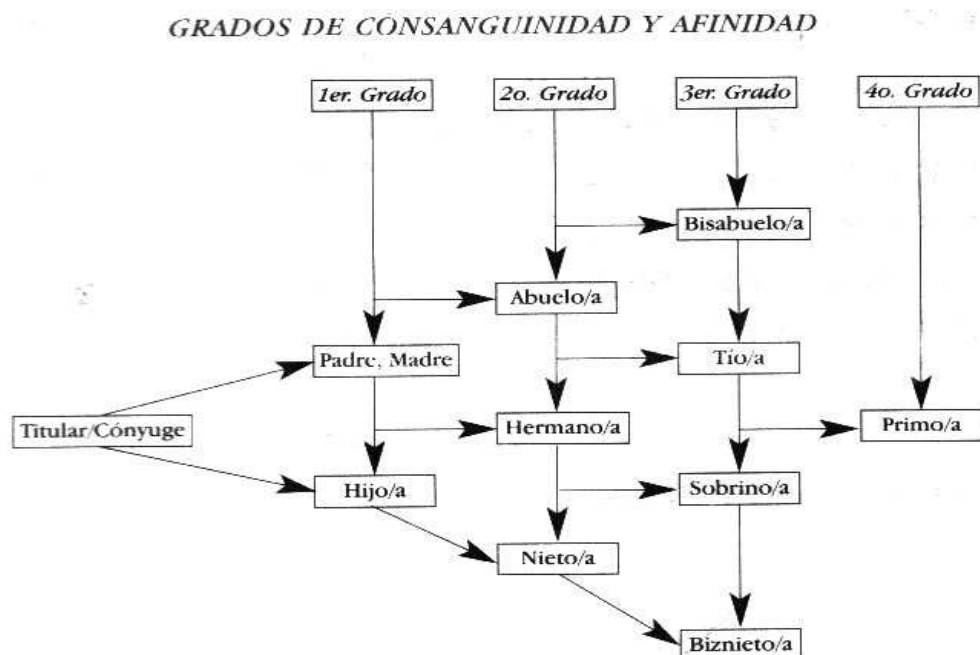 GRADOS DE CONSANGUINIDAD Y AFINIDAD
1er. Grado
2o. Grado
3er. Grado
4o. Grado
Bisabuelo/a
Abuelo/a
Padre, Madre
Tío/a
Titular/Cónyuge
Hermano/a
Primo/a
Hijo/a
Sobrino/a
Nieto/a
Biznieto/a